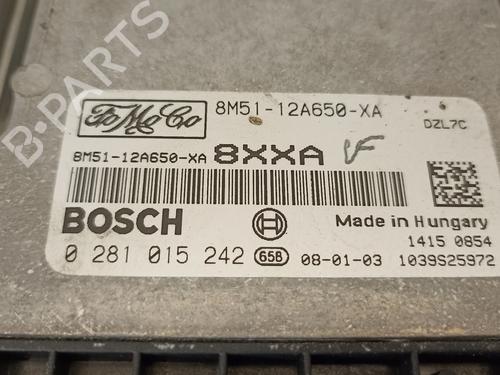 B-PARTS
FoMoCo 8M51-12A650-XA
DZL7C
8M51-12A650-XA 8XXA VF
BOSCH
Made in Hungary
1415 0854
0 281 015 242 658 08-01-03 1039S25972